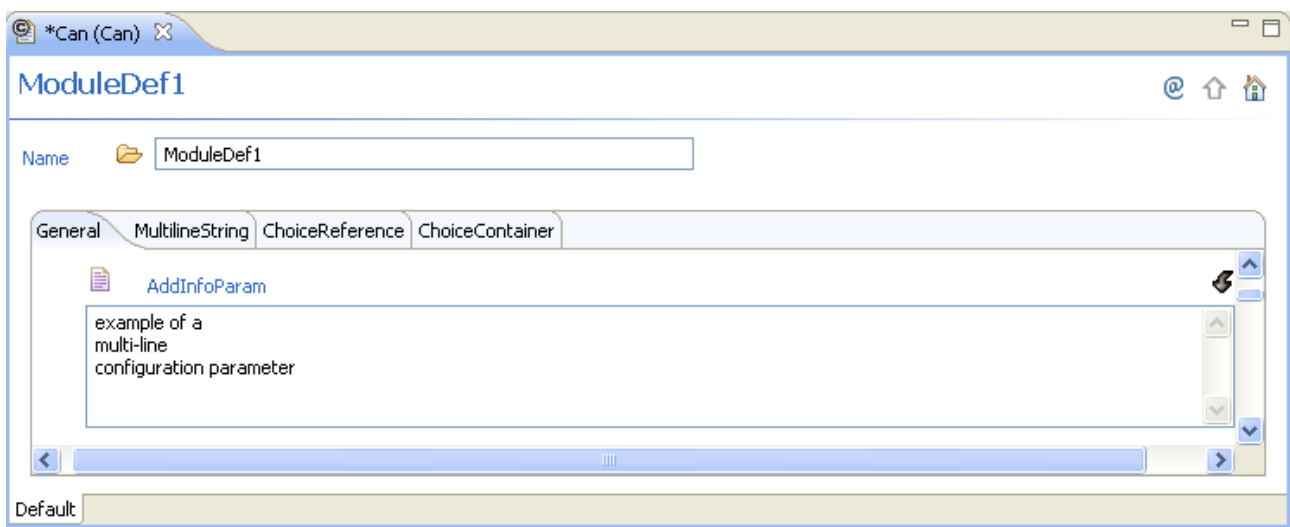 *Can (Can)
ModuleDef1
@
Name ModuleDef1
General MultilineString ChoiceReference ChoiceContainer
AddInfoParam
example of a
multi-line
configuration parameter
Default